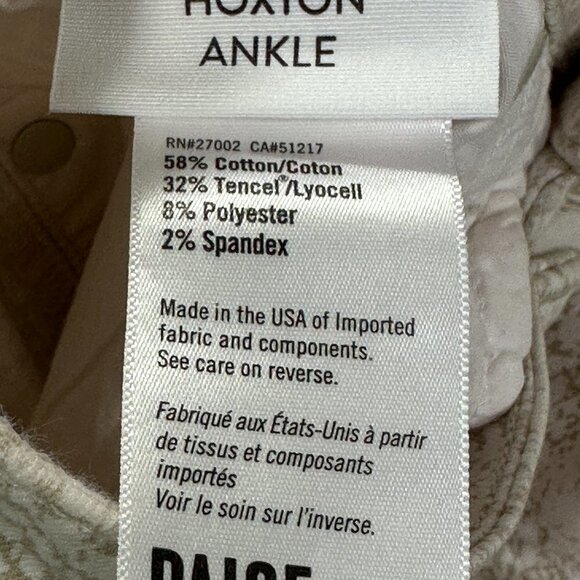 HOXTON
ANKLE
RN#27002 CA#51217
58% Cotton/Coton
32% Tencel®/Lyocell
8% Polyester
2% Spandex
Made in the USA of Imported
fabric and components.
See care on reverse.
Fabriqué aux États-Unis à partir
de tissus et composants
importés
Voir le soin sur l'inverse.
PAIGE